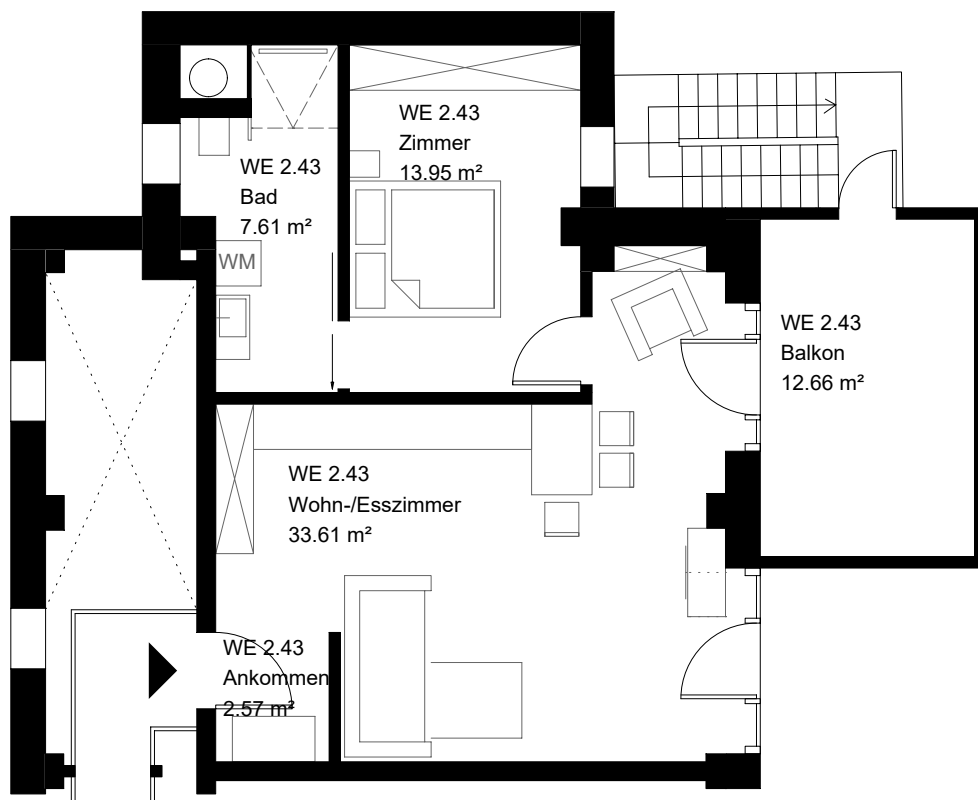 WE 2.43
Zimmer
13.95 m²
WE 2.43
Bad
7.61 m²
WM
WE 2.43
Balkon
12.66 m²
WE 2.43
Wohn-/Esszimmer
33.61 m²
WE 2.43
Ankommen
2.57 m²